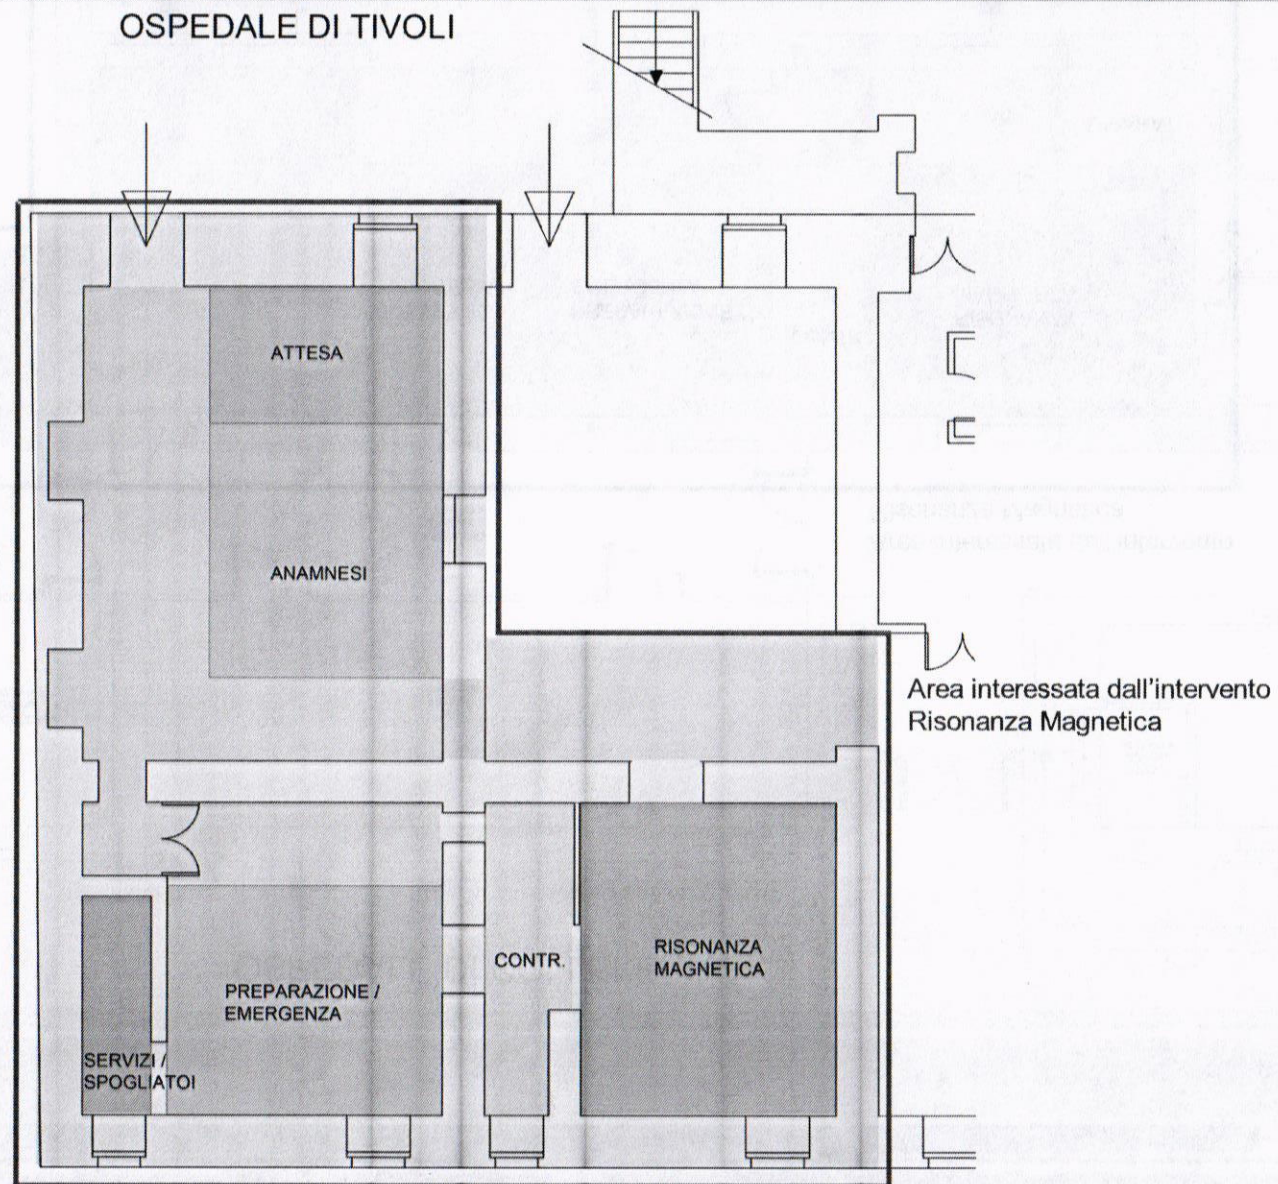 OSPEDALE DI TIVOLI
ATTESA
ANAMNESI
Area interessata dall'intervento
Risonanza Magnetica
CONTR.
RISONANZA
MAGNETICA
PREPARAZIONE /
EMERGENZA
SERVIZI /
SPOGLIATOI